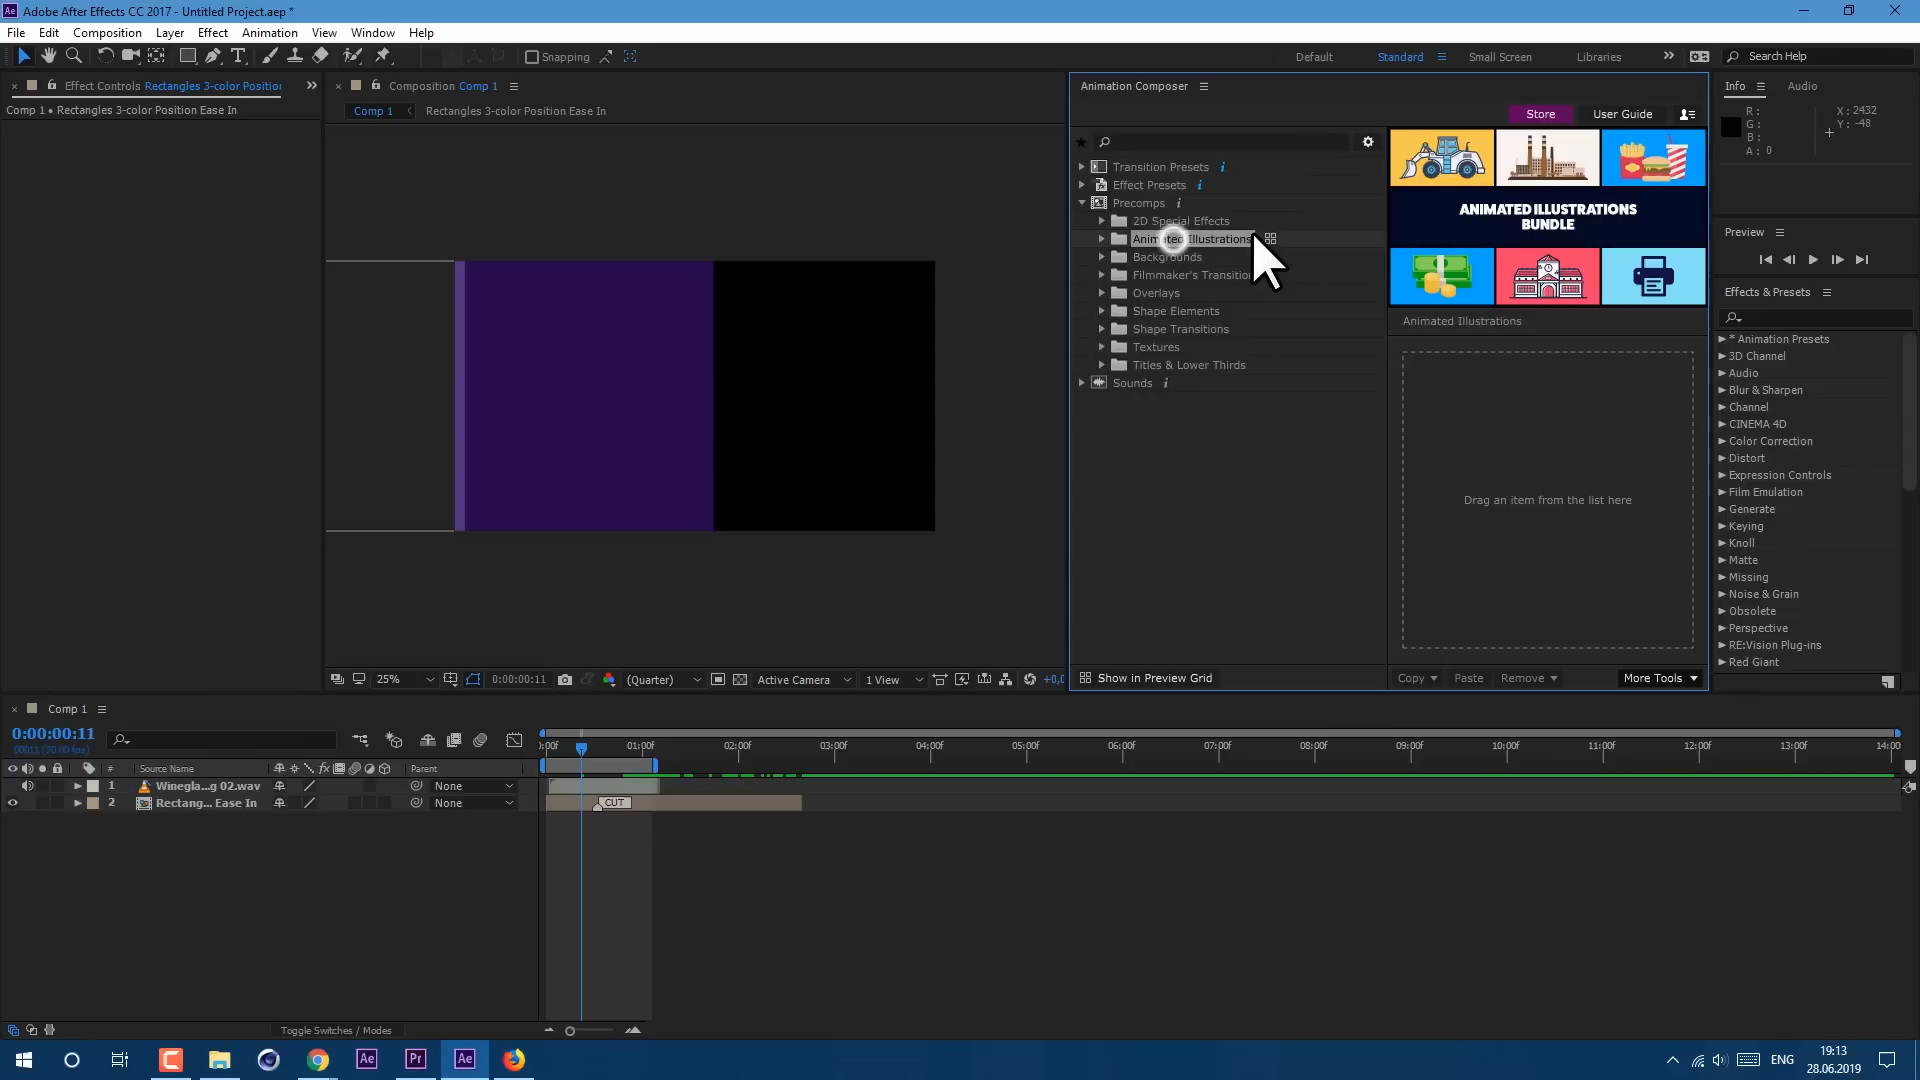 Adobe After Effects CC 2017 - Untitled Project.aep *
File Edit Composition Layer Effect Animation View Window Help
Snapping
Default Standard Small Screen Libraries Search Help
Effect Controls Rectangles 3-color Positio
Comp 1 • Rectangles 3-color Position Ease In
Composition Comp 1
Comp 1 Rectangles 3-color Position Ease In
Animation Composer
Store User Guide
Transition Presets
Effect Presets
Precomps
2D Special Effects
Animated Illustrations
Backgrounds
Filmmaker's Transition
Overlays
Shape Elements
Shape Transitions
Textures
Titles & Lower Thirds
Sounds
ANIMATED ILLUSTRATIONS
BUNDLE
Animated Illustrations
Drag an item from the list here
Show in Preview Grid
Copy Paste Remove More Tools
Info Audio
R:
G:
B:
A: 0
X: 2432
Y: -48
Preview
Effects & Presets
* Animation Presets
3D Channel
Audio
Blur & Sharpen
Channel
CINEMA 4D
Color Correction
Distort
Expression Controls
Film Emulation
Generate
Keying
Knoll
Matte
Missing
Noise & Grain
Obsolete
Perspective
RE:Vision Plug-ins
Red Giant
25% 0:00:00:11 (Quarter) Active Camera 1 View +0,0
Comp 1
0:00:00:11
# Source Name Parent
1 Winegla...g 02.wav None
2 Rectang... Ease In None
01:00f 02:00f 03:00f 04:00f 05:00f 06:00f 07:00f 08:00f 09:00f 10:00f 11:00f 12:00f 13:00f 14:00
CUT
Toggle Switches / Modes
ENG
19:13
28.06.2019